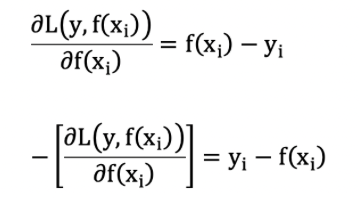 ∂L(y, f(xᵢ)) / ∂f(xᵢ) = f(xᵢ) − yᵢ
− [∂L(y, f(xᵢ)) / ∂f(xᵢ)] = yᵢ − f(xᵢ)